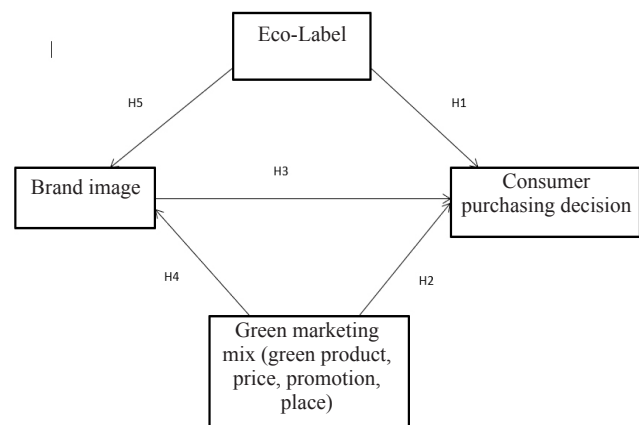 Eco-Label
H5
H1
Brand image
H3
Consumer
purchasing decision
H4
H2
Green marketing
mix (green product,
price, promotion,
place)